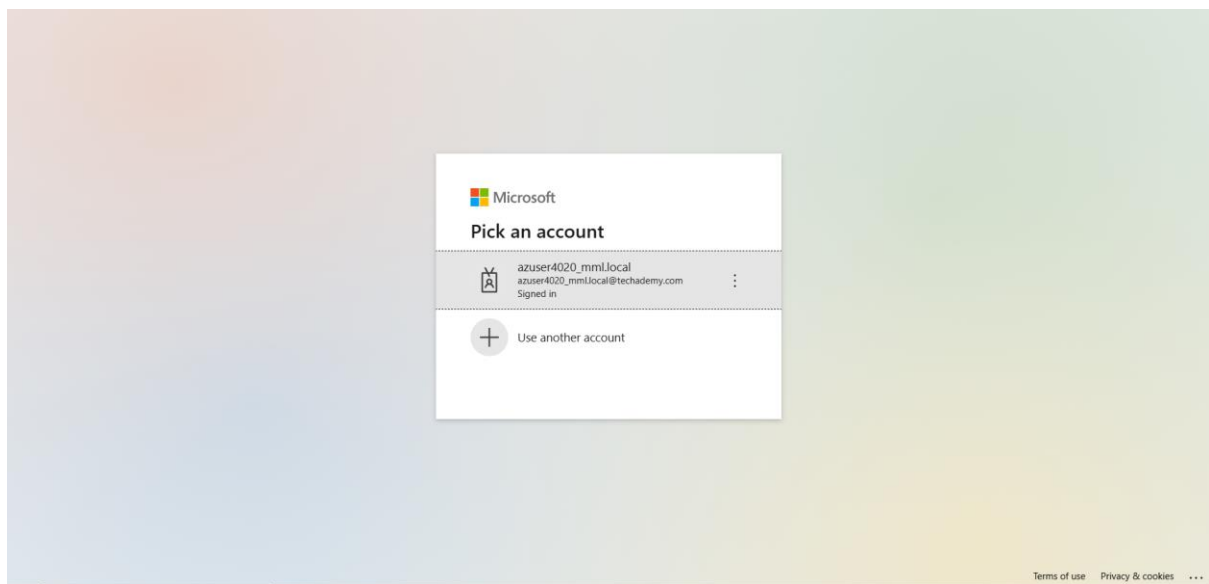 Microsoft
Pick an account
azuser4020_mml.local
azuser4020_mml.local@techademy.com
Signed in
Use another account
Terms of use Privacy & cookies ...